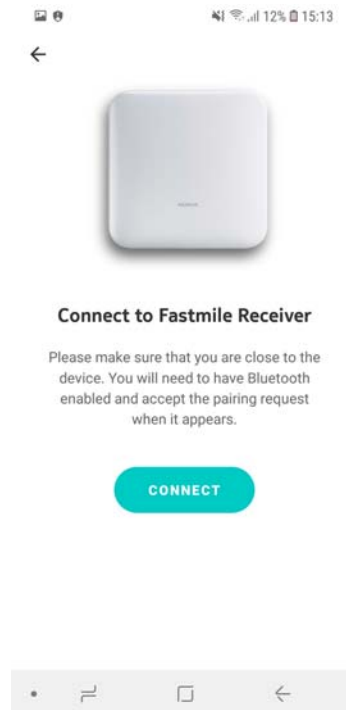 12% 15:13
Connect to Fastmile Receiver
Please make sure that you are close to the
device. You will need to have Bluetooth
enabled and accept the pairing request
when it appears.
CONNECT